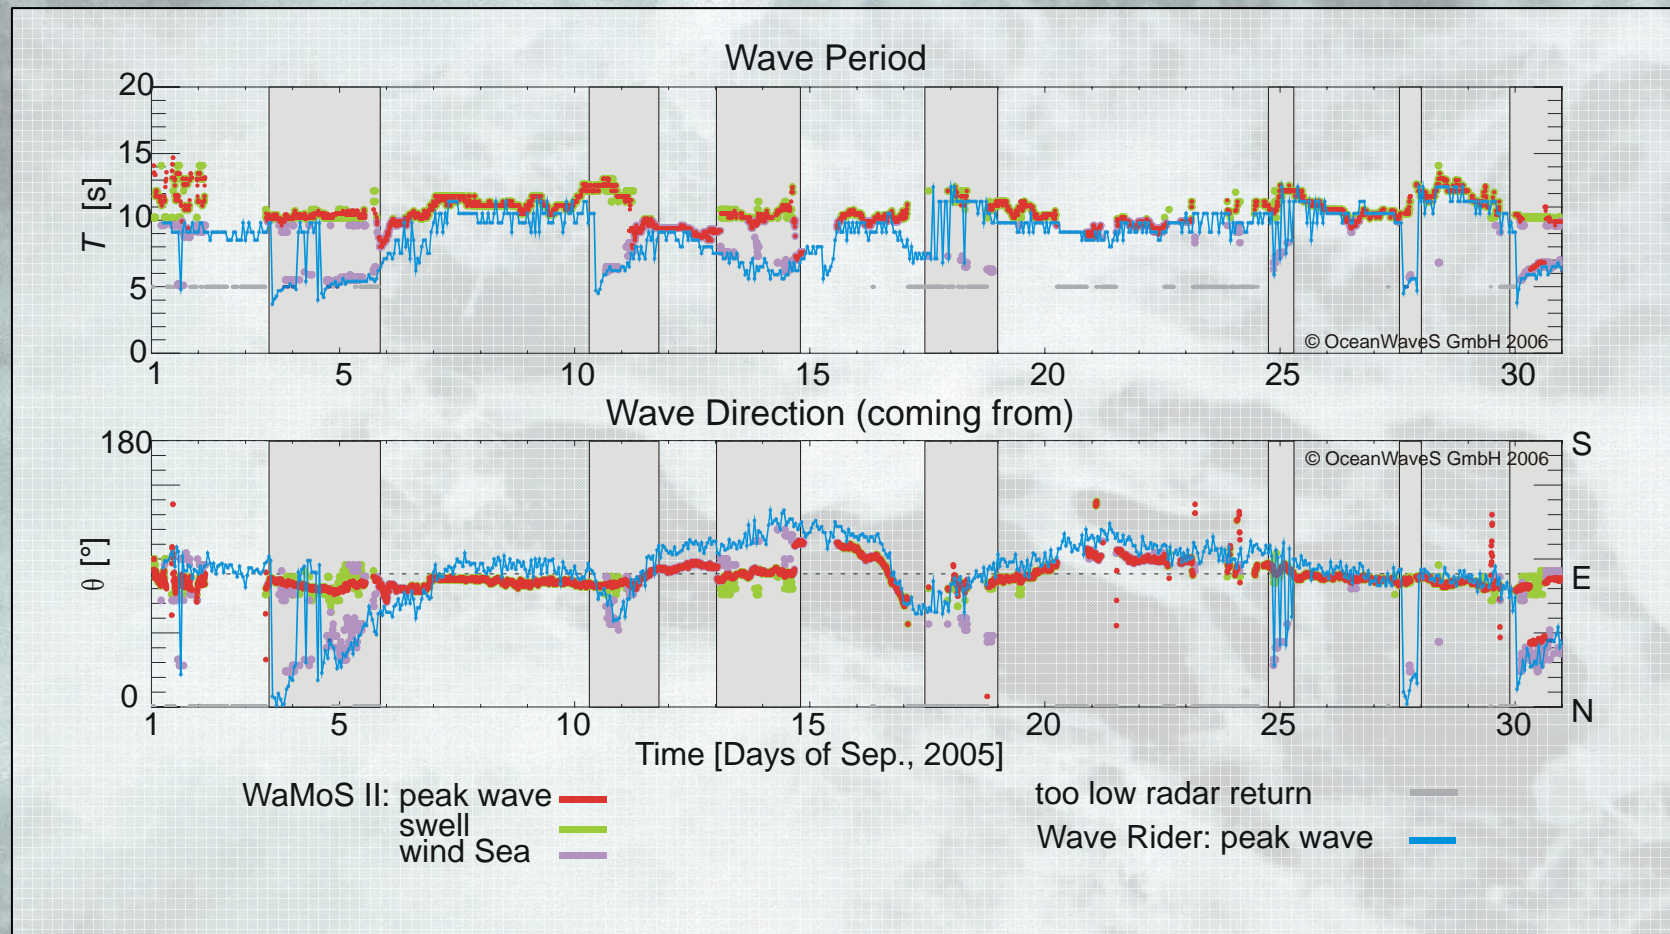 Wave Period
20
15
10
5
0
T [s]
© OceanWaveS GmbH 2006
1 5 10 15 20 25 30
Wave Direction (coming from)
180
0
θ [°]
© OceanWaveS GmbH 2006
S
E
N
1 5 10 15 20 25 30
Time [Days of Sep., 2005]
WaMoS II: peak wave
swell
wind Sea
too low radar return
Wave Rider: peak wave